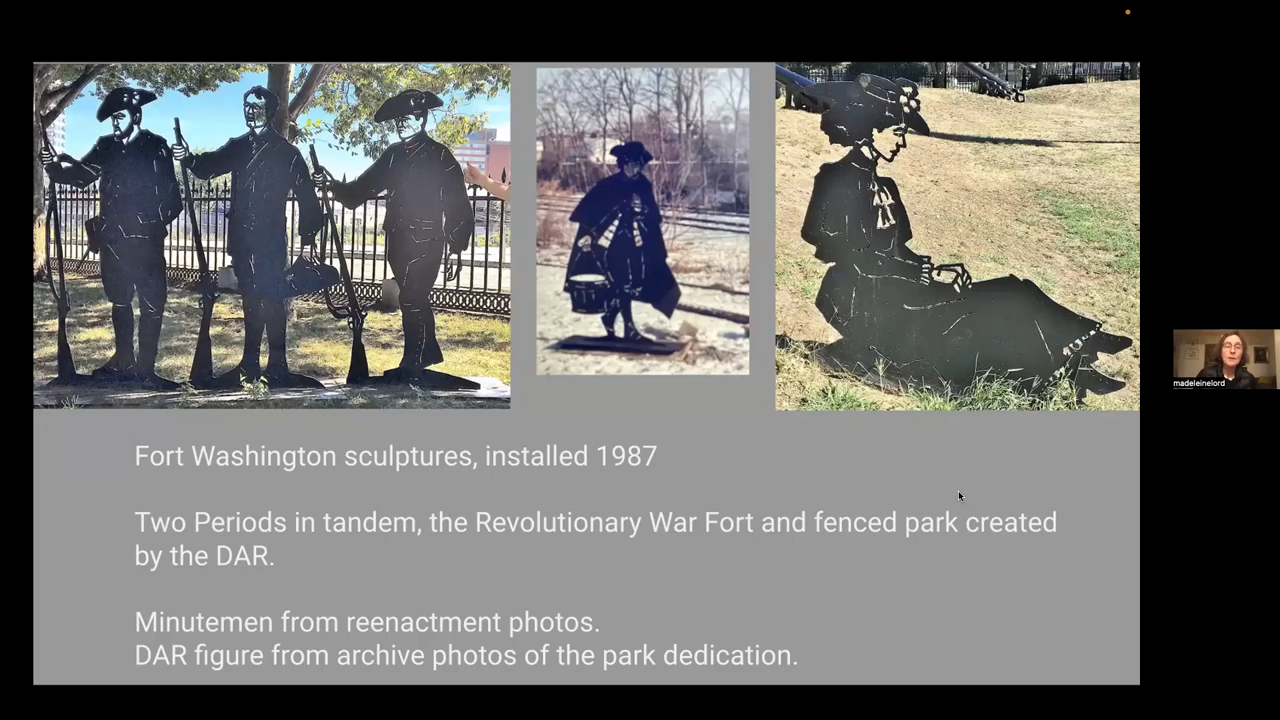 Fort Washington sculptures, installed 1987
Two Periods in tandem, the Revolutionary War Fort and fenced park created
by the DAR.
Minutemen from reenactment photos.
DAR figure from archive photos of the park dedication.
madeleinelord